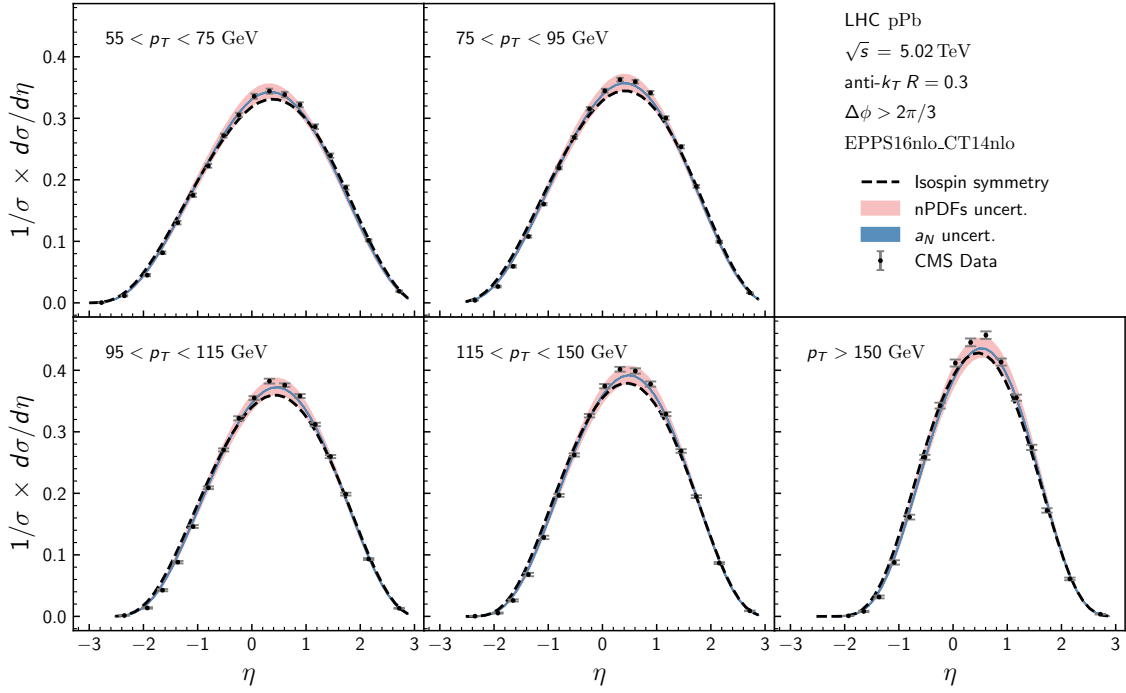 55 < p_T < 75 GeV
75 < p_T < 95 GeV
LHC pPb
√s = 5.02 TeV
anti-k_T R = 0.3
Δϕ > 2π/3
EPPS16nlo_CT14nlo
Isospin symmetry
nPDFs uncert.
a_N uncert.
CMS Data
1/σ × dσ/dη
0.4
0.3
0.2
0.1
0.0
95 < p_T < 115 GeV
115 < p_T < 150 GeV
p_T > 150 GeV
1/σ × dσ/dη
0.4
0.3
0.2
0.1
0.0
−3 −2 −1 0 1 2 3
−3 −2 −1 0 1 2 3
−3 −2 −1 0 1 2 3
η
η
η